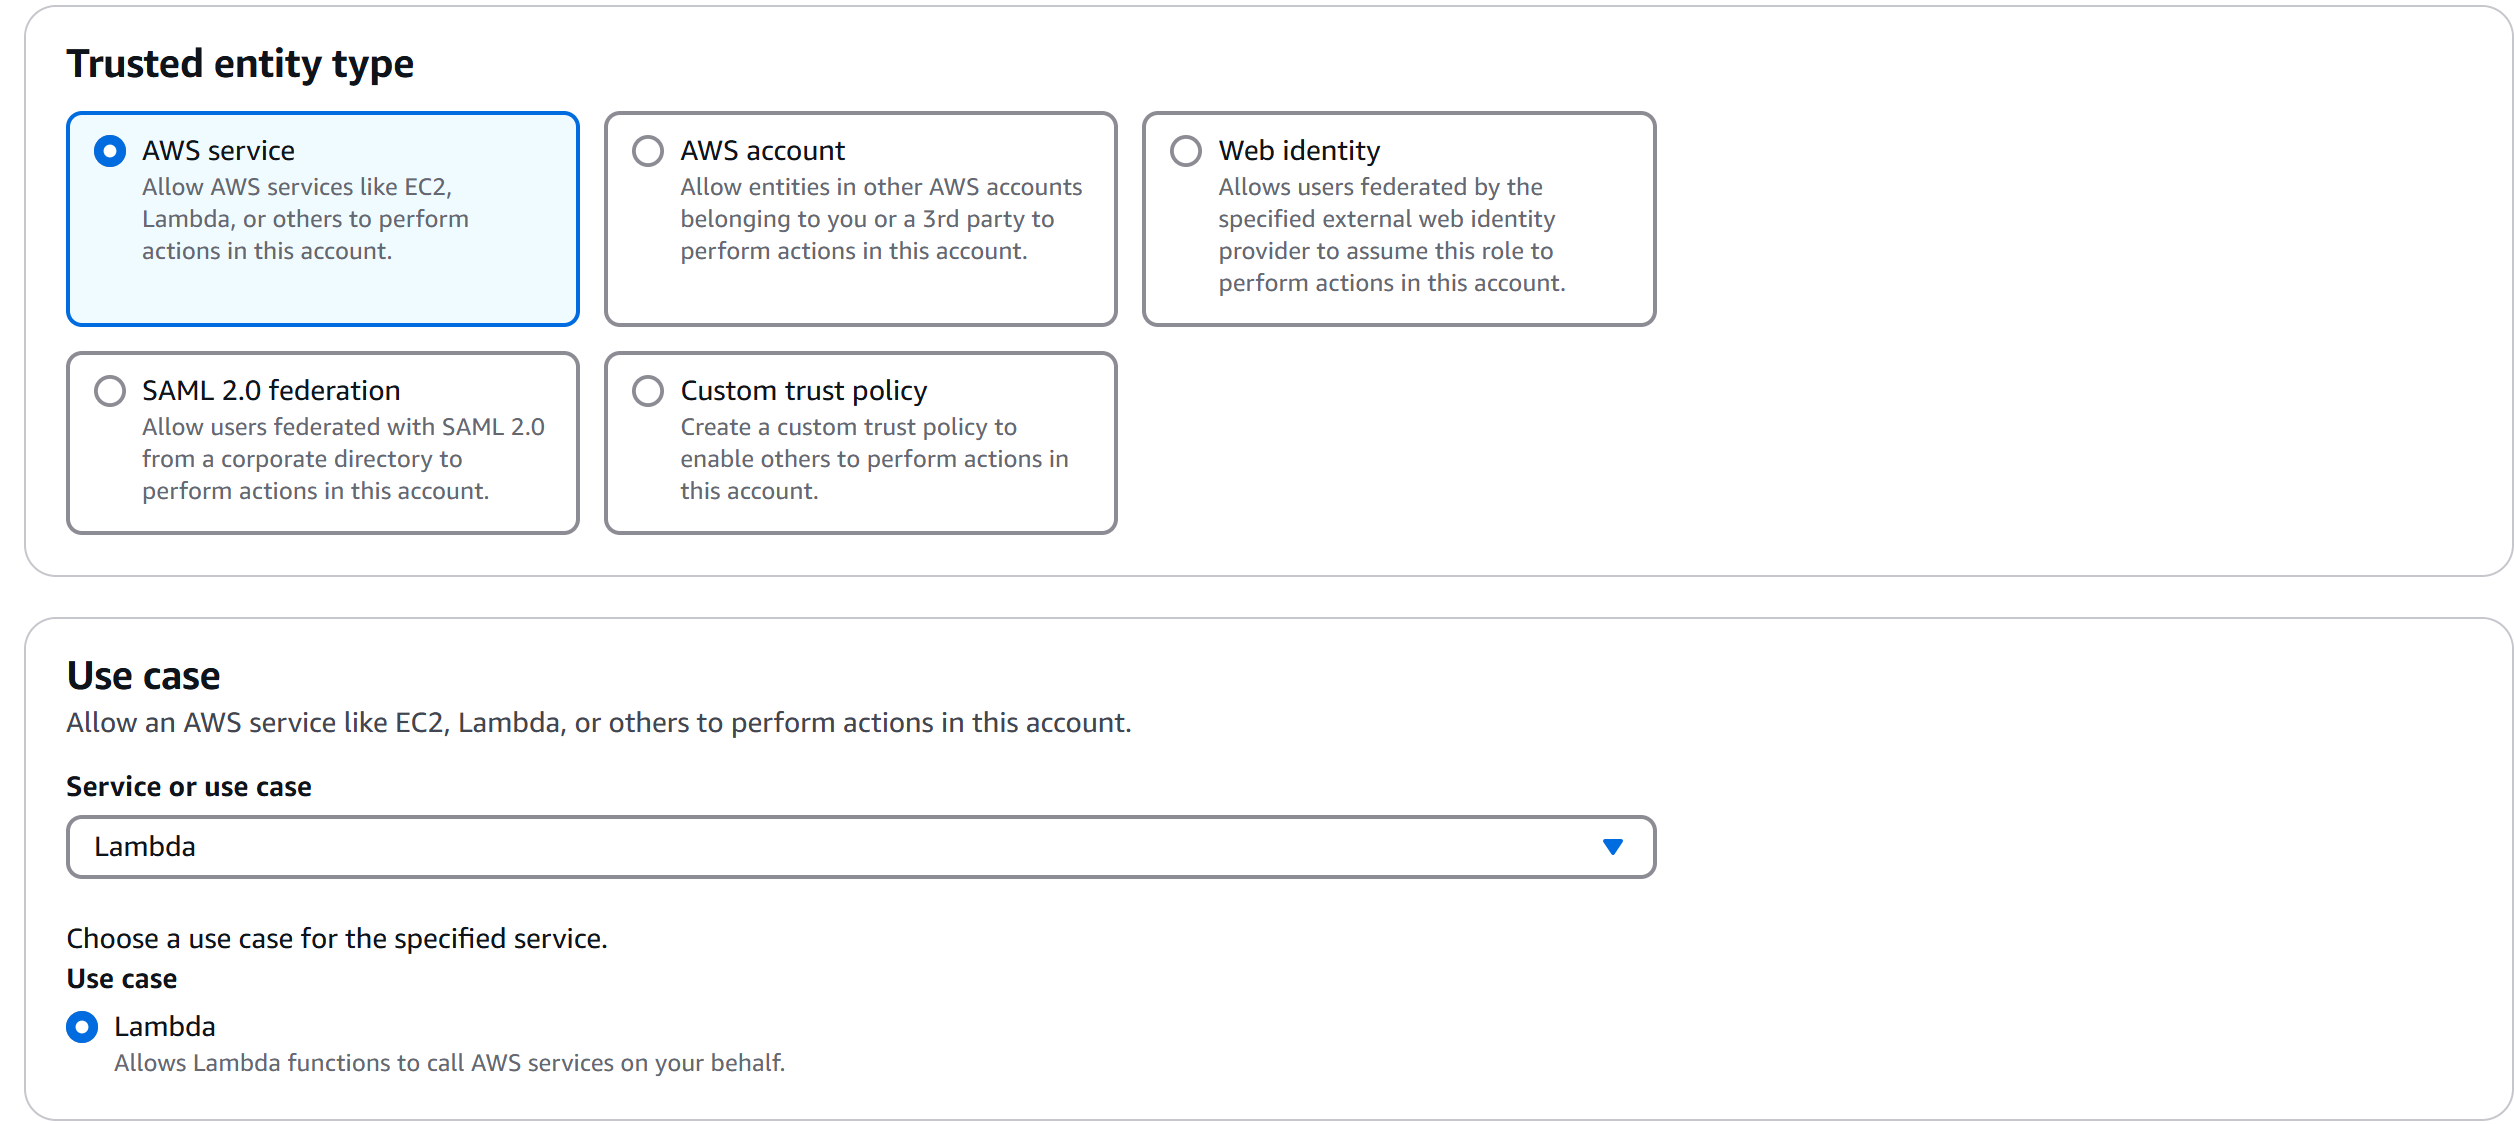 Trusted entity type
AWS service
Allow AWS services like EC2,
Lambda, or others to perform
actions in this account.
AWS account
Allow entities in other AWS accounts
belonging to you or a 3rd party to
perform actions in this account.
Web identity
Allows users federated by the
specified external web identity
provider to assume this role to
perform actions in this account.
SAML 2.0 federation
Allow users federated with SAML 2.0
from a corporate directory to
perform actions in this account.
Custom trust policy
Create a custom trust policy to
enable others to perform actions in
this account.
Use case
Allow an AWS service like EC2, Lambda, or others to perform actions in this account.
Service or use case
Lambda
Choose a use case for the specified service.
Use case
Lambda
Allows Lambda functions to call AWS services on your behalf.